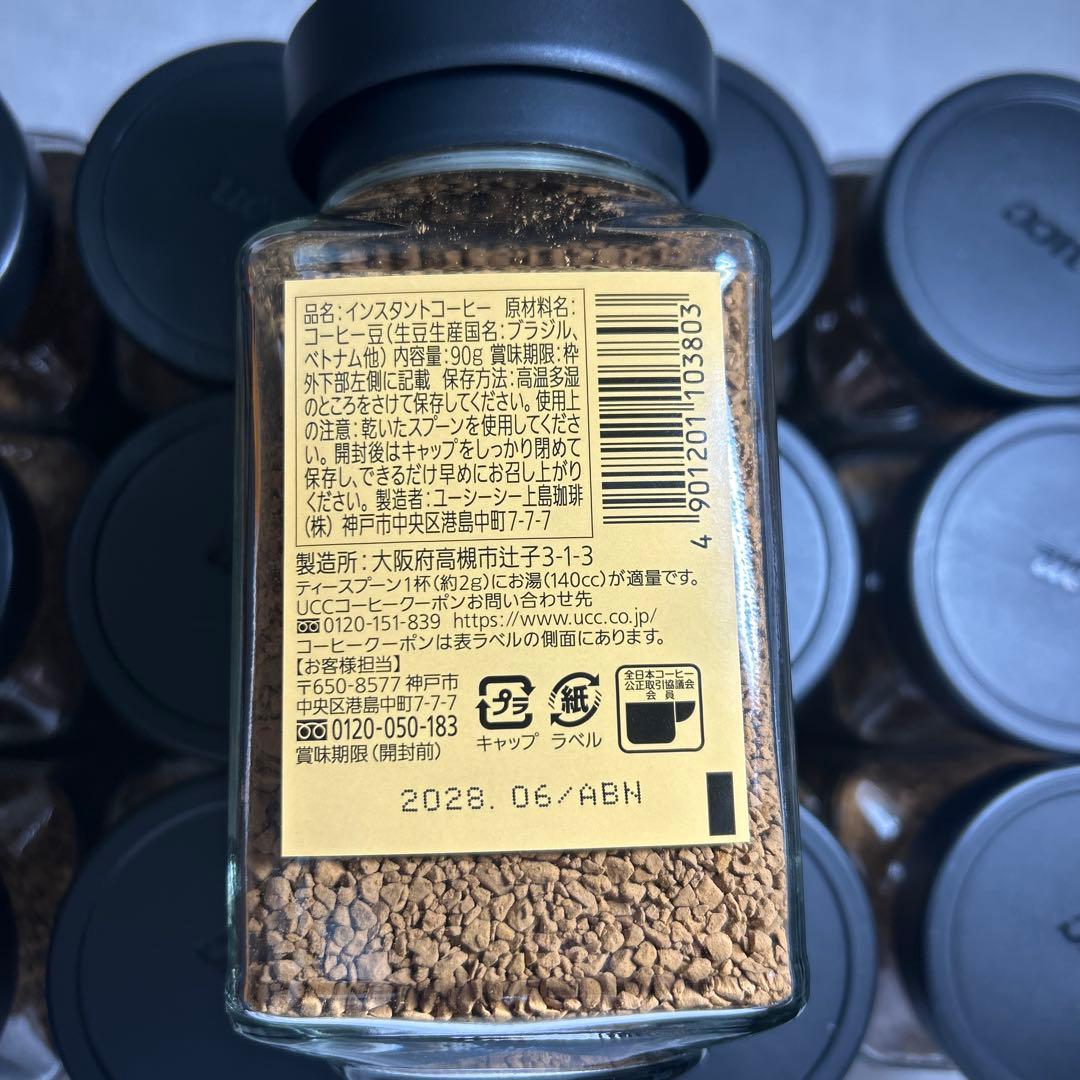 品名:インスタントコーヒー 原材料名:
コーヒー豆(生豆生産国名:ブラジル、
ベトナム他) 内容量:90g 賞味期限:枠
外下部左側に記載 保存方法:高温多湿
のところをさけて保存してください。使用上
の注意:乾いたスプーンを使用してくださ
い。開封後はキャップをしっかり閉めて
保存し、できるだけ早めにお召し上がり
ください。製造者:ユーシーシー上島珈琲
(株) 神戸市中央区港島中町7-7-7
4 901201 103803
製造所:大阪府高槻市辻子3-1-3
ティースプーン1杯(約2g)にお湯(140cc)が適量です。
UCCコーヒークーポンお問い合わせ先
0120-151-839 https://www.ucc.co.jp/
コーヒークーポンは表ラベルの側面にあります。
【お客様担当】
〒650-8577 神戸市
中央区港島中町7-7-7
0120-050-183
賞味期限(開封前)
プラ
キャップ
紙
ラベル
全日本コーヒー
公正取引協議会
会員
2028. 06/ABN
ucc